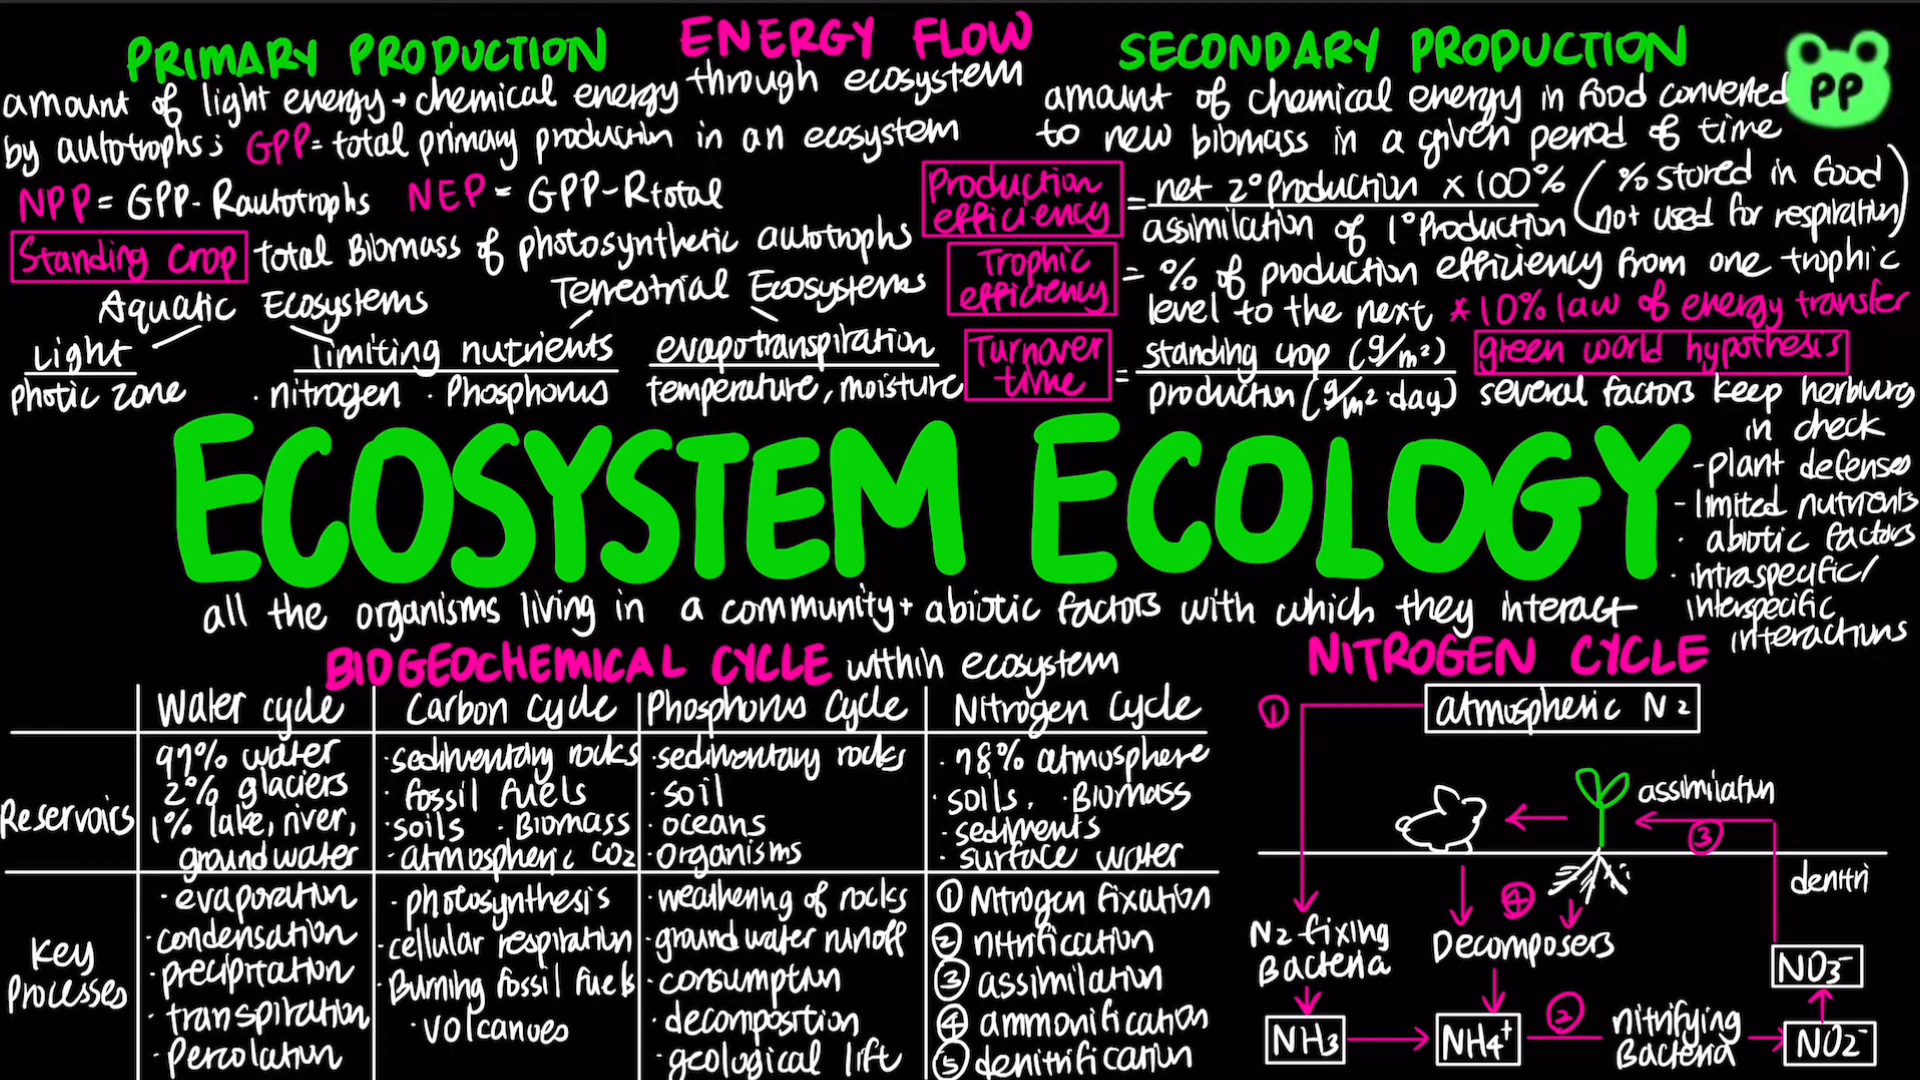 PRIMARY PRODUCTION
amount of light energy → chemical energy
by autotrophs; GPP = total primary production in an ecosystem
NPP = GPP - Rautotrophs NEP = GPP - Rtotal
Standing crop total Biomass of photosynthetic autotrophs
Aquatic Ecosystems
Terrestrial Ecosystems
Light
photic zone
limiting nutrients
· nitrogen · Phosphorus
evapotranspiration
temperature, moisture
ENERGY FLOW
through ecosystem
SECONDARY PRODUCTION
PP
amount of chemical energy in food converted
to new biomass in a given period of time
Production efficiency = net 2° Production × 100%
assimilation of 1° Production
(% stored in food
not used for respiration)
Trophic efficiency = % of production efficiency from one trophic
level to the next * 10% law of energy transfer
Turnover time = standing crop (g/m²)
production (g/m²·day)
green world hypothesis
several factors keep herbivores
in check
- plant defenses
- limited nutrients
· abiotic factors
· intraspecific/
interspecific
interactions
ECOSYSTEM ECOLOGY
all the organisms living in a community + abiotic factors with which they interact
BIOGEOCHEMICAL CYCLE within ecosystem
Water cycle
Carbon Cycle
Phosphorus Cycle
Nitrogen Cycle
Reservoirs
97% water
2% glaciers
1% lake, river,
groundwater
· sedimentary rocks
· fossil fuels
· soils · Biomass
· atmospheric CO2
· sedimentary rocks
· soil
· oceans
· organisms
· 78% atmosphere
· soils, · Biomass
· sediments
· surface water
Key
Processes
· evaporation
· condensation
· precipitation
· transpiration
· Percolation
· photosynthesis
· cellular respiration
· Burning fossil fuels
· volcanoes
· weathering of rocks
· ground water runoff
· consumption
· decomposition
· geological lift
① Nitrogen fixation
② nitrification
③ assimilation
④ ammonification
⑤ denitrification
NITROGEN CYCLE
①
atmospheric N2
assimilation
③
denitri
N2 fixing
Bacteria
④
Decomposers
NO3-
NH3
NH4+
②
nitrifying
Bacteria
NO2-